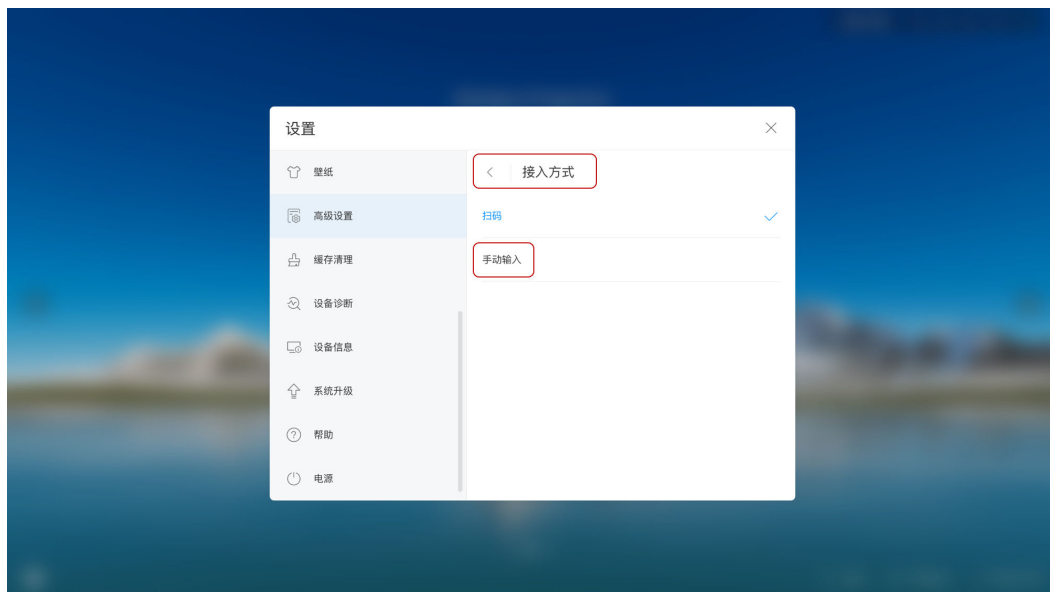 设置
壁纸
接入方式
高级设置
扫码
缓存清理
手动输入
设备诊断
设备信息
系统升级
帮助
电源